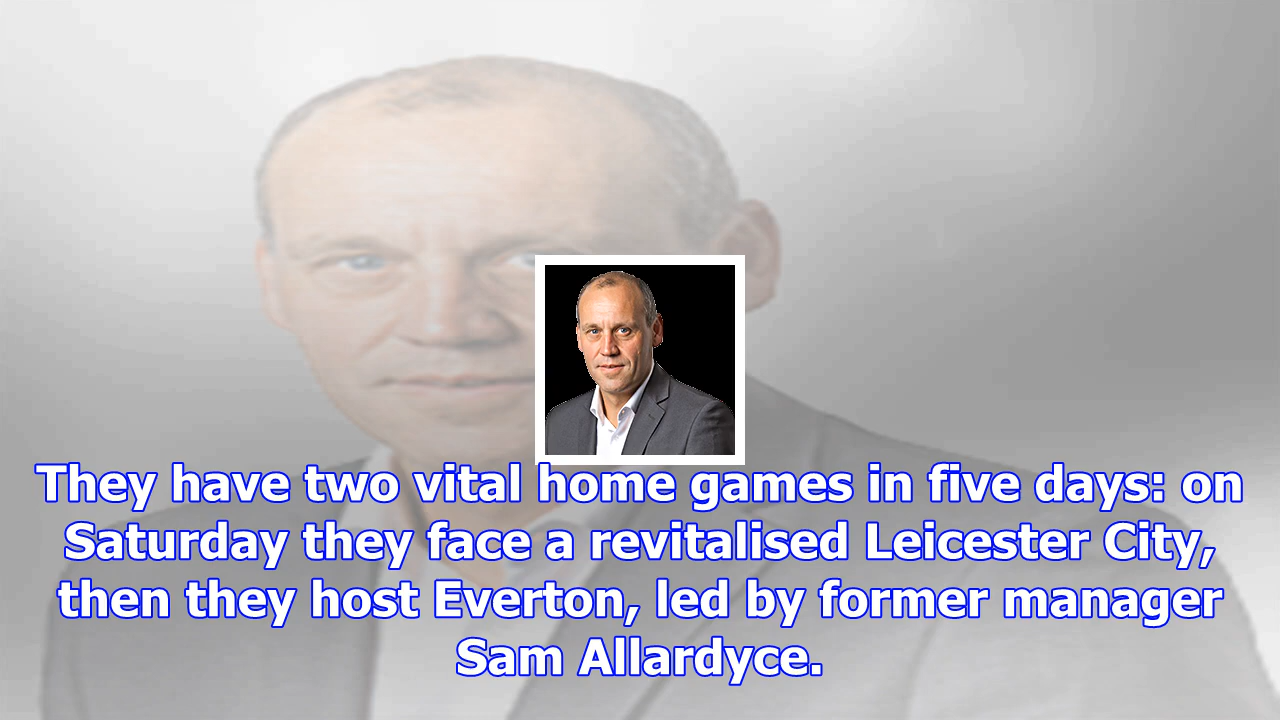 They have two vital home games in five days: on
Saturday they face a revitalised Leicester City,
then they host Everton, led by former manager
Sam Allardyce.